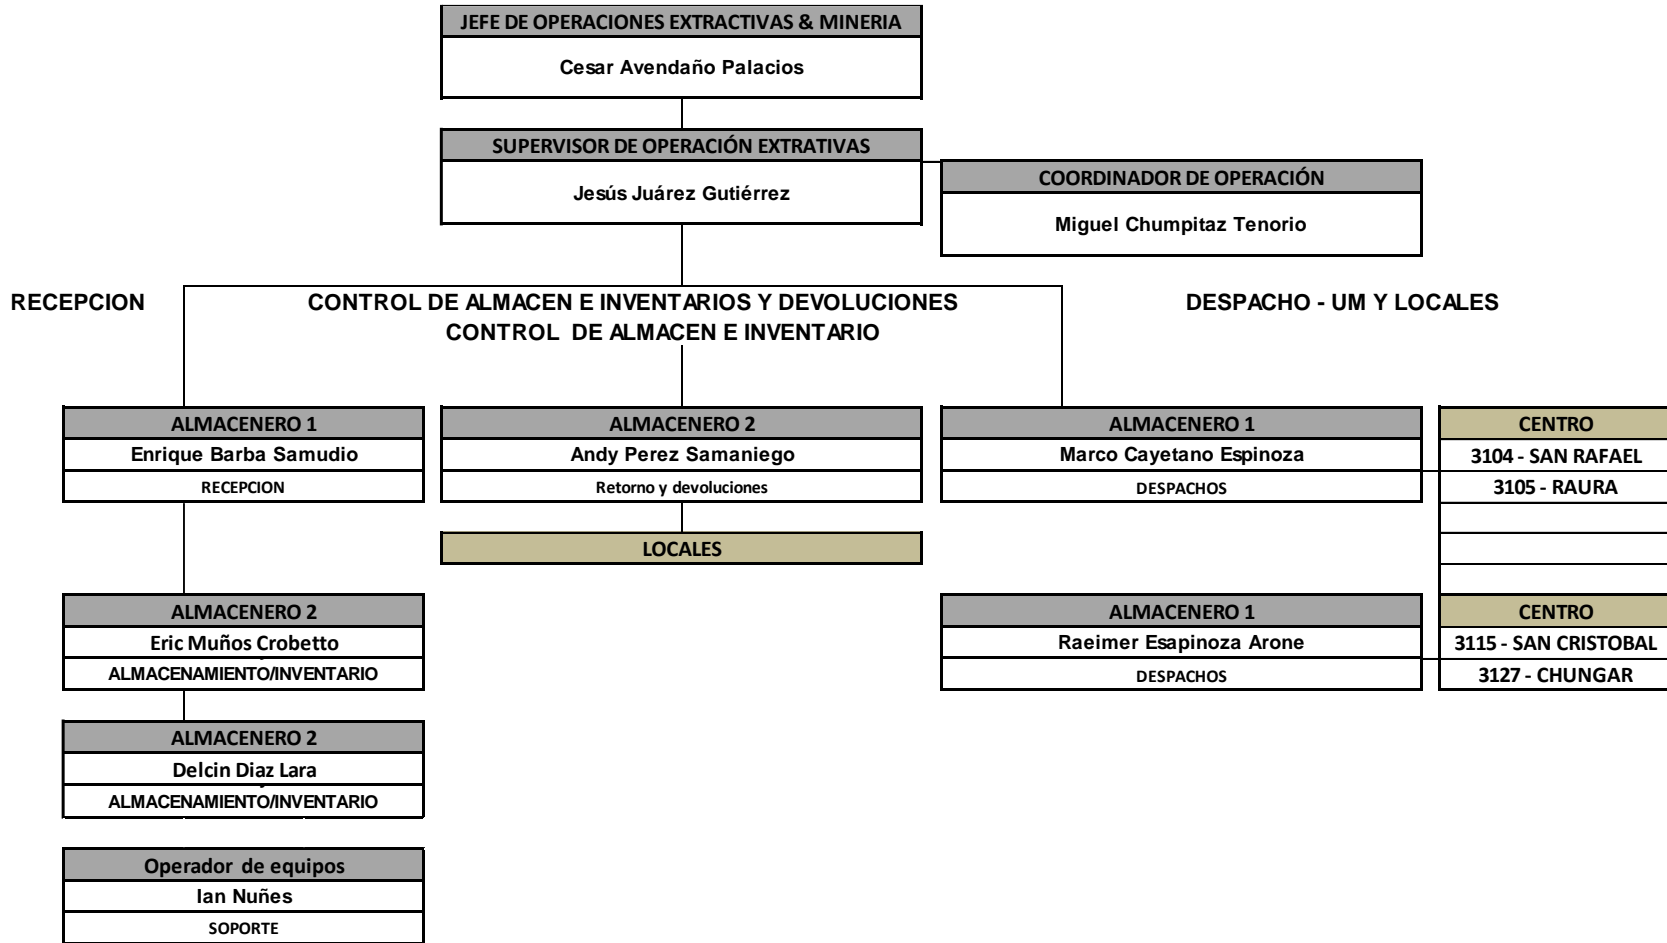 JEFE DE OPERACIONES EXTRACTIVAS & MINERIA
Cesar Avendaño Palacios
SUPERVISOR DE OPERACIÓN EXTRATIVAS
Jesús Juárez Gutiérrez
COORDINADOR DE OPERACIÓN
Miguel Chumpitaz Tenorio
RECEPCION
CONTROL DE ALMACEN E INVENTARIOS Y DEVOLUCIONES
DESPACHO - UM Y LOCALES
CONTROL DE ALMACEN E INVENTARIO
ALMACENERO 1
Enrique Barba Samudio
RECEPCION
ALMACENERO 2
Andy Perez Samaniego
Retorno y devoluciones
LOCALES
ALMACENERO 1
Marco Cayetano Espinoza
DESPACHOS
CENTRO
3104 - SAN RAFAEL
3105 - RAURA
ALMACENERO 2
Eric Muños Crobetto
ALMACENAMIENTO/INVENTARIO
ALMACENERO 1
Raeimer Esapinoza Arone
DESPACHOS
CENTRO
3115 - SAN CRISTOBAL
3127 - CHUNGAR
ALMACENERO 2
Delcin Diaz Lara
ALMACENAMIENTO/INVENTARIO
Operador de equipos
Ian Nuñes
SOPORTE